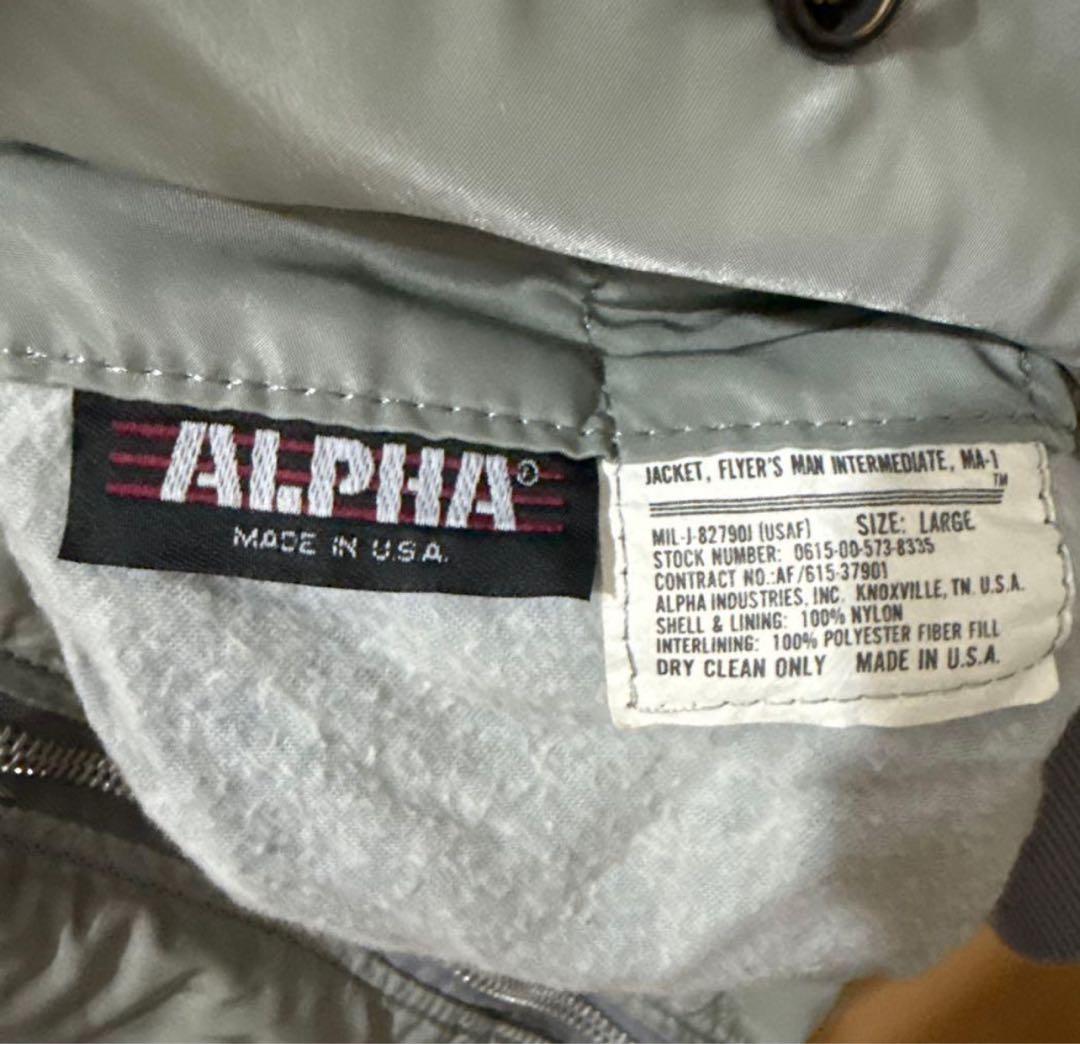 ALPHA®
MADE IN U.S.A.
JACKET, FLYER'S MAN INTERMEDIATE, MA-1
TM
MIL-J-82790J (USAF) SIZE: LARGE
STOCK NUMBER: 0615-00-573-8335
CONTRACT NO.:AF/615-37901
ALPHA INDUSTRIES, INC. KNOXVILLE, TN. U.S.A.
SHELL & LINING: 100% NYLON
INTERLINING: 100% POLYESTER FIBER FILL
DRY CLEAN ONLY MADE IN U.S.A.